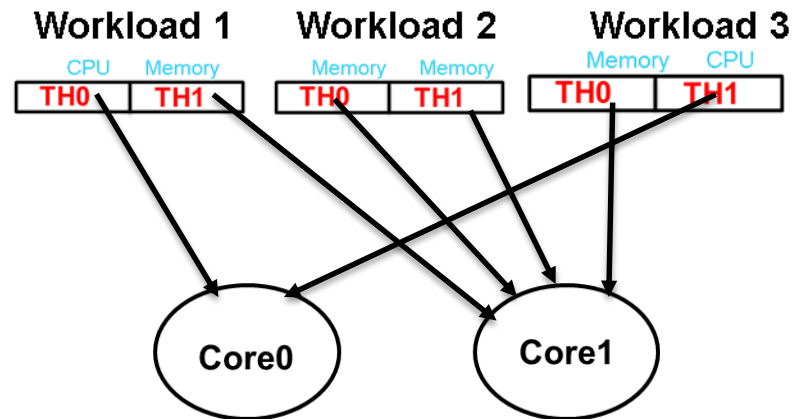 Workload 1 Workload 2 Workload 3
CPU Memory Memory Memory Memory CPU
TH0 TH1 TH0 TH1 TH0 TH1
Core0 Core1